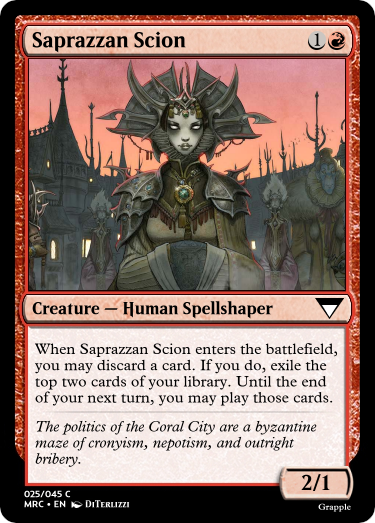 Saprazzan Scion 1
Creature — Human Spellshaper
When Saprazzan Scion enters the battlefield,
you may discard a card. If you do, exile the
top two cards of your library. Until the end
of your next turn, you may play those cards.
The politics of the Coral City are a byzantine
maze of cronyism, nepotism, and outright
bribery.
2/1
025/045 C
MRC • EN DiTerlizzi
Grapple